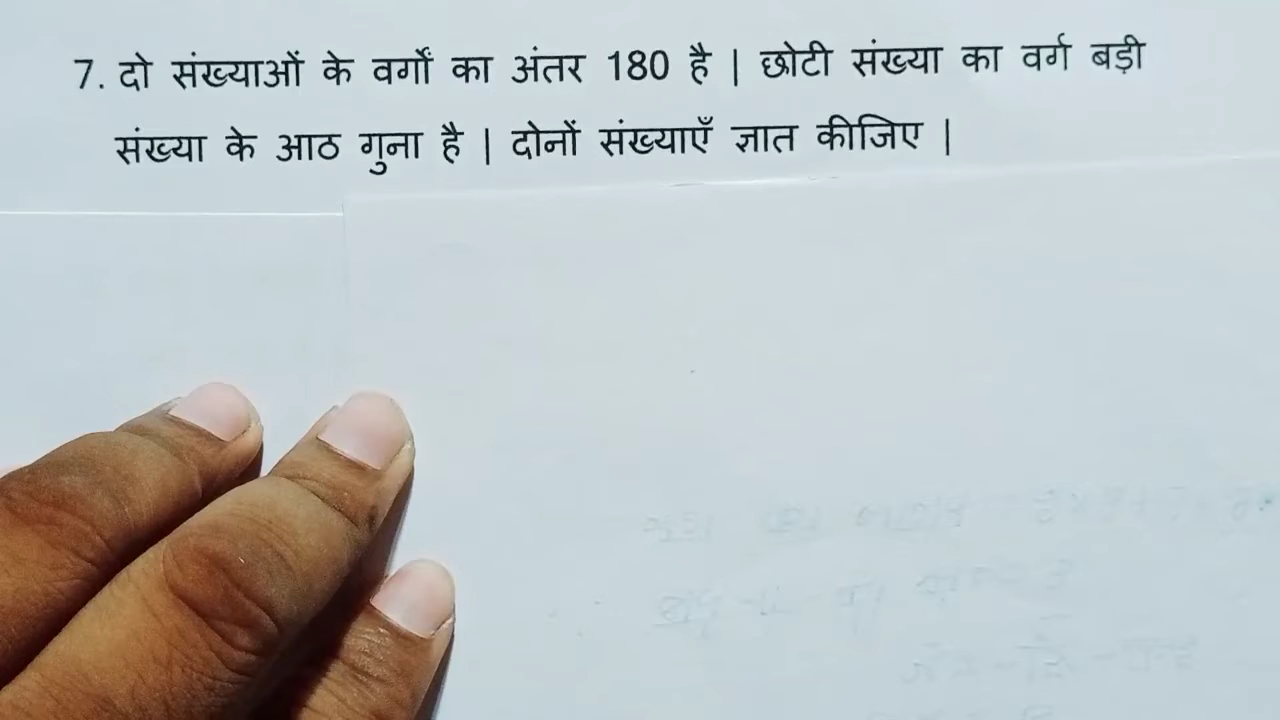 7. दो संख्याओं के वर्गों का अंतर 180 है | छोटी संख्या का वर्ग बड़ी
संख्या के आठ गुना है | दोनों संख्याएँ ज्ञात कीजिए |